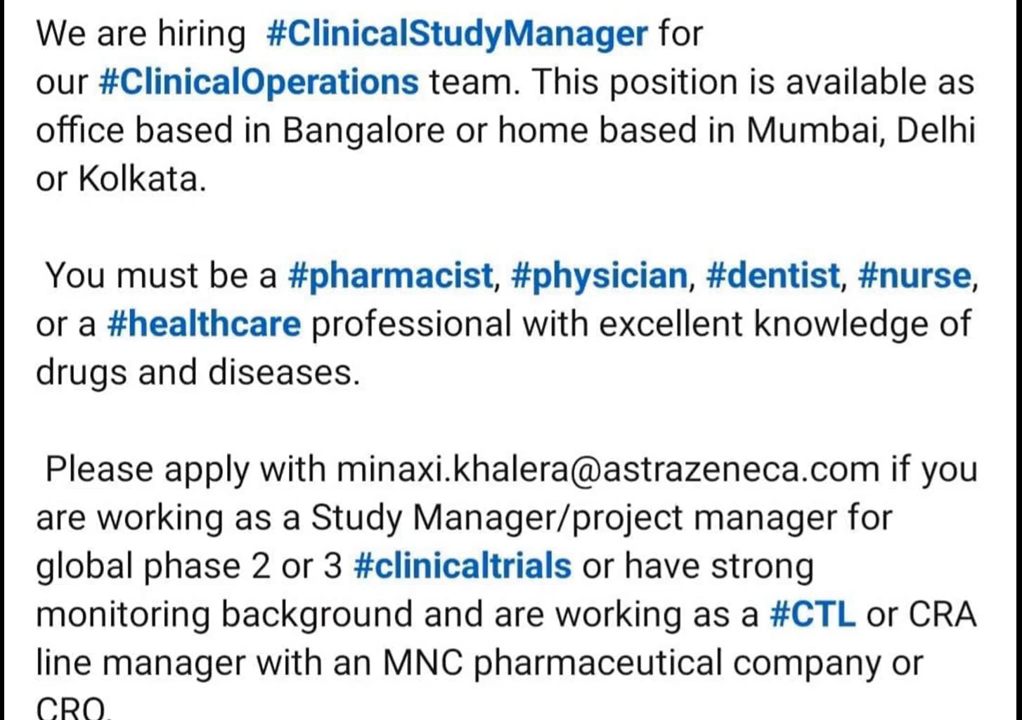 We are hiring #ClinicalStudyManager for
our #ClinicalOperations team. This position is available as
office based in Bangalore or home based in Mumbai, Delhi
or Kolkata.
You must be a #pharmacist, #physician, #dentist, #nurse,
or a #healthcare professional with excellent knowledge of
drugs and diseases.
Please apply with minaxi.khalera@astrazeneca.com if you
are working as a Study Manager/project manager for
global phase 2 or 3 #clinicaltrials or have strong
monitoring background and are working as a #CTL or CRA
line manager with an MNC pharmaceutical company or
CRO.